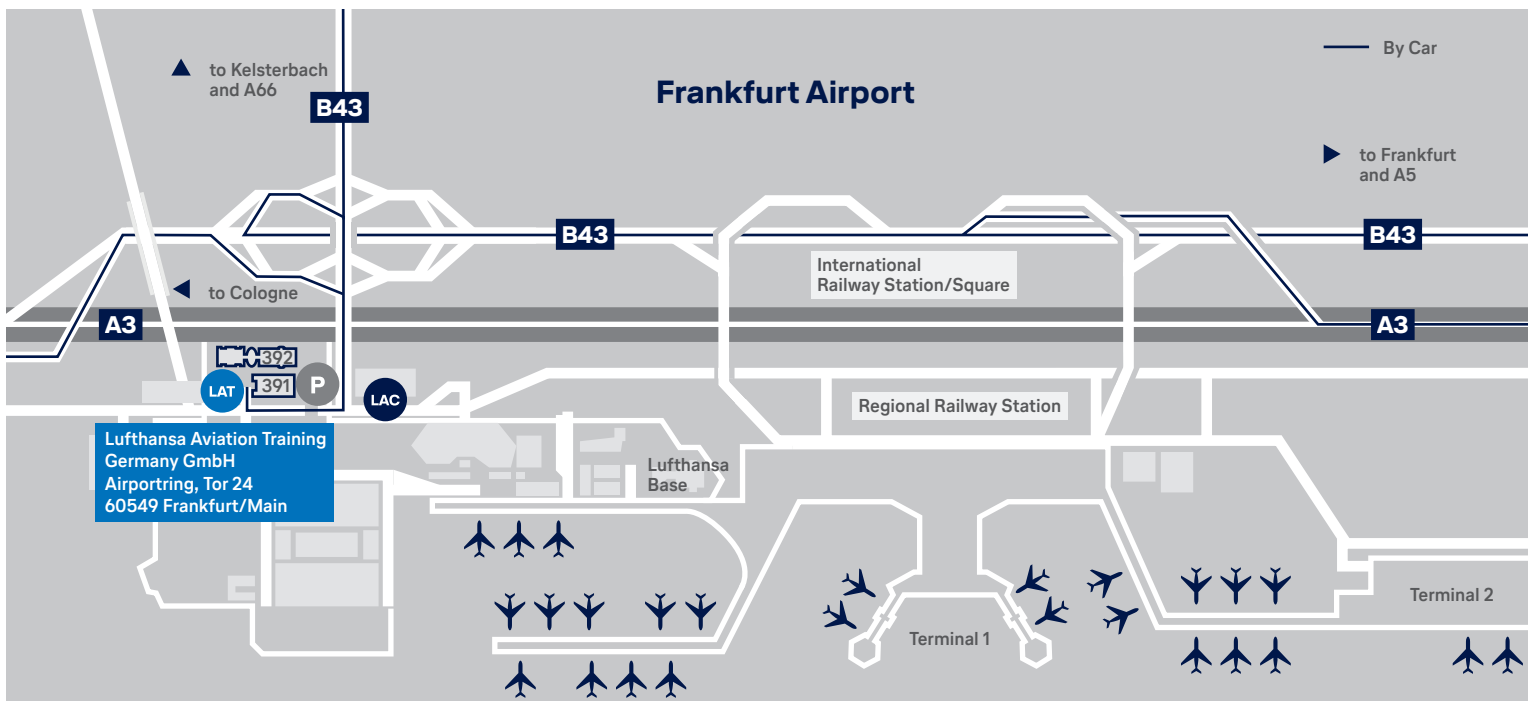 By Car
to Kelsterbach
and A66
Frankfurt Airport
B43
to Frankfurt
and A5
B43
B43
International
Railway Station/Square
to Cologne
A3
A3
392
391
P
LAT
LAC
Regional Railway Station
Lufthansa Aviation Training
Germany GmbH
Airportring, Tor 24
60549 Frankfurt/Main
Lufthansa
Base
Terminal 2
Terminal 1